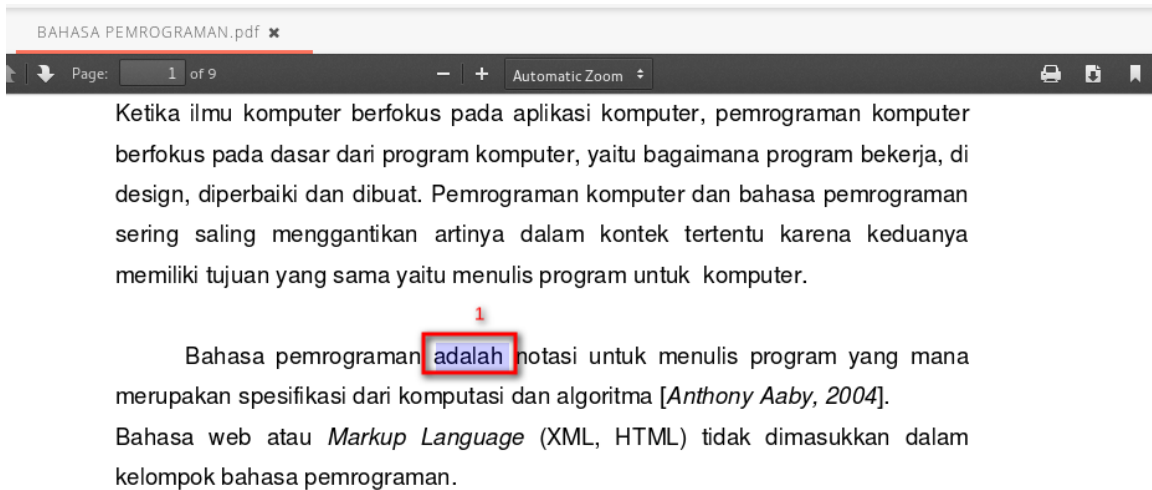 BAHASA PEMROGRAMAN.pdf ✖
Page: 1 of 9 − + Automatic Zoom
Ketika ilmu komputer berfokus pada aplikasi komputer, pemrograman komputer
berfokus pada dasar dari program komputer, yaitu bagaimana program bekerja, di
design, diperbaiki dan dibuat. Pemrograman komputer dan bahasa pemrograman
sering saling menggantikan artinya dalam kontek tertentu karena keduanya
memiliki tujuan yang sama yaitu menulis program untuk komputer.
1
Bahasa pemrograman adalah notasi untuk menulis program yang mana
merupakan spesifikasi dari komputasi dan algoritma [Anthony Aaby, 2004].
Bahasa web atau Markup Language (XML, HTML) tidak dimasukkan dalam
kelompok bahasa pemrograman.